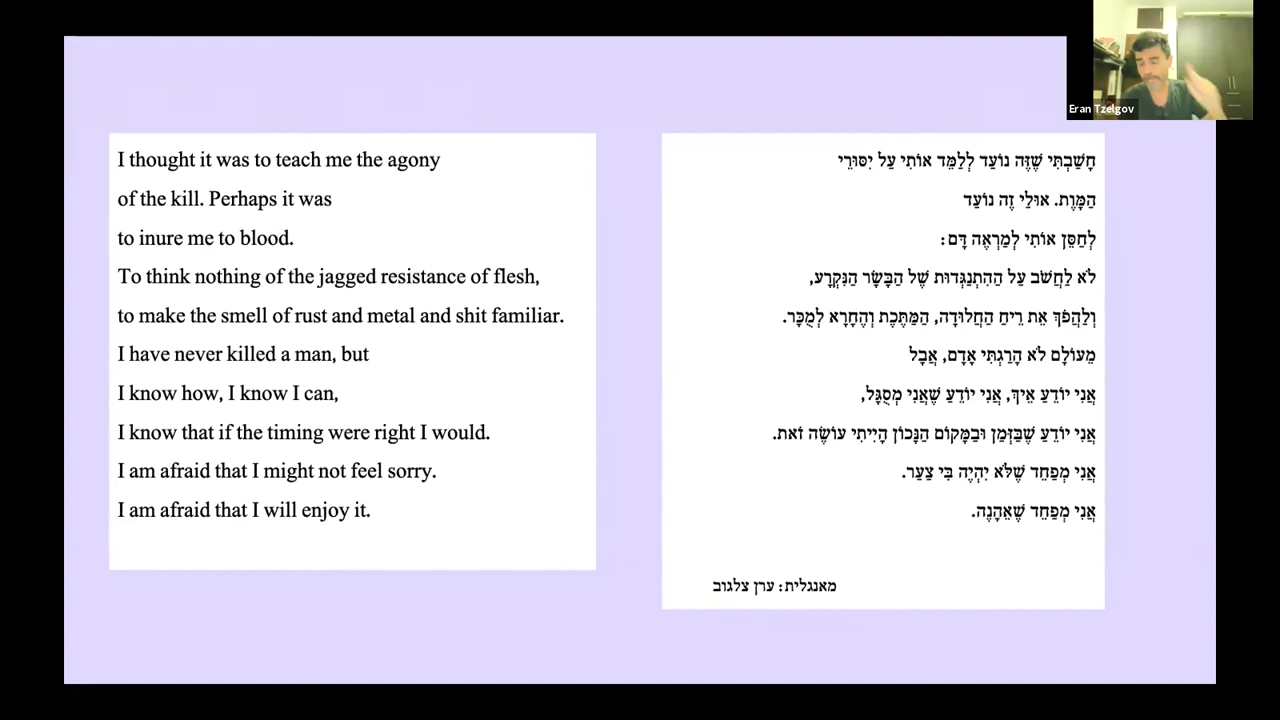 Eran Tzelgov
I thought it was to teach me the agony
of the kill. Perhaps it was
to inure me to blood.
To think nothing of the jagged resistance of flesh,
to make the smell of rust and metal and shit familiar.
I have never killed a man, but
I know how, I know I can,
I know that if the timing were right I would.
I am afraid that I might not feel sorry.
I am afraid that I will enjoy it.
חָשַׁבְתִּי שֶׁזֶּה נוֹעַד לְלַמֵּד אוֹתִי עַל יִסּוּרֵי
הַמָּוֶת. אוּלַי זֶה נוֹעַד
לְחַסֵּן אוֹתִי לְמַרְאֵה דָּם:
לֹא לַחֲשֹׁב עַל הַהִתְנַגְּדוּת שֶׁל הַבָּשָׂר הַנִּקְרָע,
וְלַהֲפֹךְ אֶת רֵיחַ הַחֲלוּדָה, הַמַּתֶּכֶת וְהֶחָרָא לְמֻכָּר.
מֵעוֹלָם לֹא הָרַגְתִּי אָדָם, אֲבָל
אֲנִי יוֹדֵעַ אֵיךְ, אֲנִי יוֹדֵעַ שֶׁאֲנִי מְסֻגָּל,
אֲנִי יוֹדֵעַ שֶׁבַּזְּמַן וּבַמָּקוֹם הַנָּכוֹן הָיִיתִי עוֹשֶׂה זֹאת.
אֲנִי מְפַחֵד שֶׁלֹּא יִהְיֶה בִּי צַעַר.
אֲנִי מְפַחֵד שֶׁאֵהָנֶה.
מאנגלית: ערן צלגוב